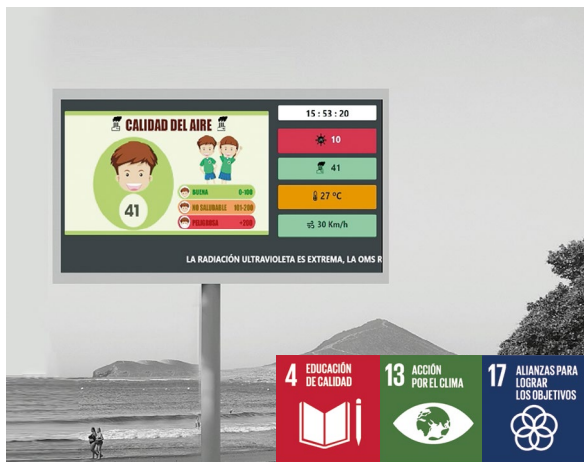 CALIDAD DEL AIRE
41
BUENA 0-100
NO SALUDABLE 101-200
PELIGROSA +200
15 : 53 : 20
10
41
27 ºC
30 Km/h
LA RADIACIÓN ULTRAVIOLETA ES EXTREMA, LA OMS R
4 EDUCACIÓN
DE CALIDAD
13 ACCIÓN
POR EL CLIMA
17 ALIANZAS PARA
LOGRAR
LOS OBJETIVOS